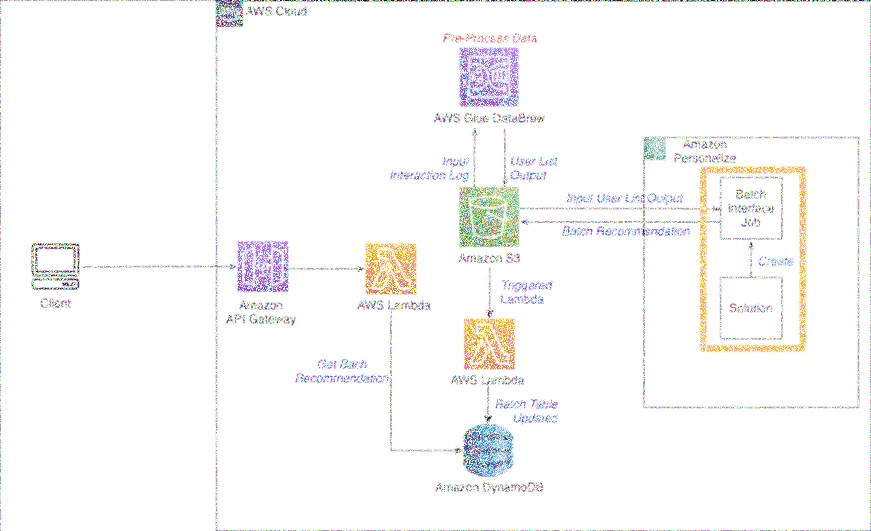 AWS Cloud
Pre-Process Data
AWS Glue DataBrew
Input
Interaction Log
User List
Output
Amazon
Personalize
Input User List Output
Batch
Interface
Job
Batch Recommendation
Amazon S3
Create
Triggared
Lambda
Solution
Client
Amazon
API Gateway
AWS Lambda
AWS Lambda
Get Bach
Recommendation
Batch Table
Updated
Amazon DynamoDB